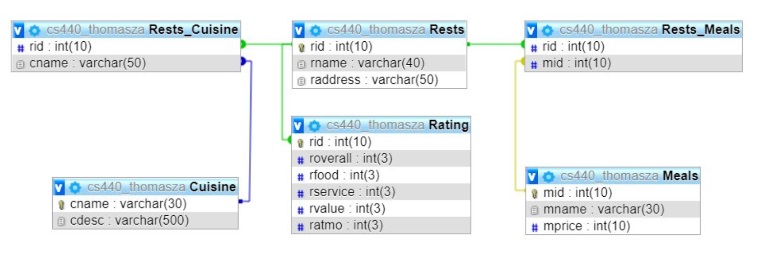 cs440_thomasza Rests_Cuisine
rid : int(10)
cname : varchar(50)
cs440_thomasza Rests
rid : int(10)
rname : varchar(40)
raddress : varchar(50)
cs440_thomasza Rests_Meals
rid : int(10)
mid : int(10)
cs440_thomasza Rating
rid : int(10)
roverall : int(3)
rfood : int(3)
rservice : int(3)
rvalue : int(3)
ratmo : int(3)
cs440_thomasza Cuisine
cname : varchar(30)
cdesc : varchar(500)
cs440_thomasza Meals
mid : int(10)
mname : varchar(30)
mprice : int(10)